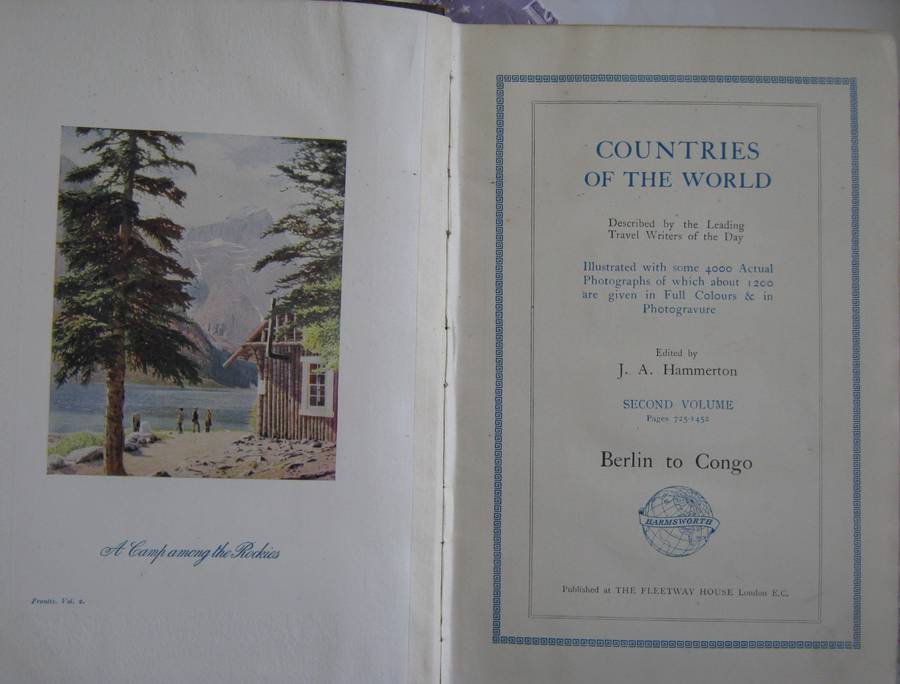 A Camp among the Rockies
Frontis. Vol. 2.
COUNTRIES
OF THE WORLD
Described by the Leading
Travel Writers of the Day
Illustrated with some 4000 Actual
Photographs of which about 1200
are given in Full Colours & in
Photogravure
Edited by
J. A. Hammerton
SECOND VOLUME
Pages 725-1452
Berlin to Congo
HARMSWORTH
Published at THE FLEETWAY HOUSE London E.C.